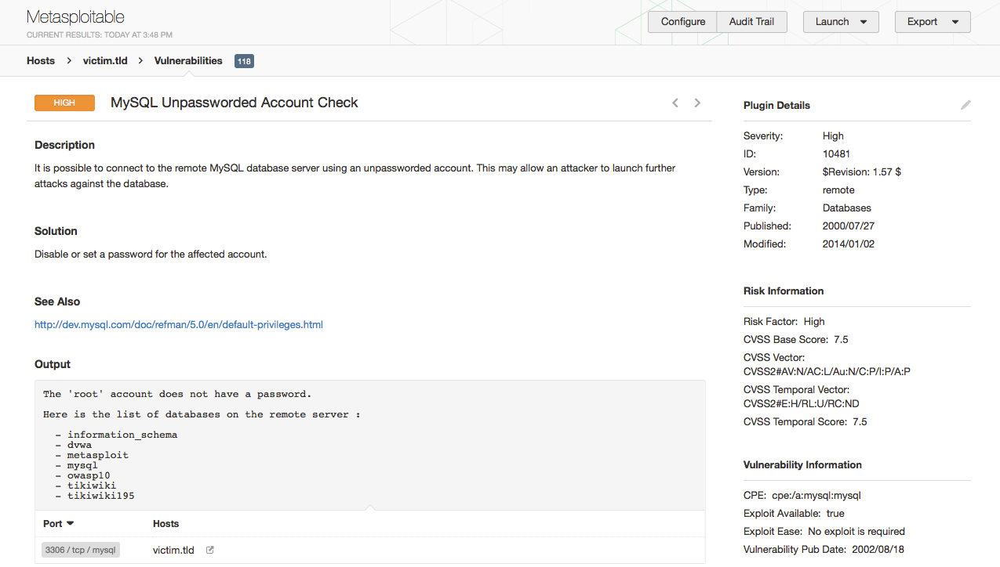 Metasploitable
CURRENT RESULTS: TODAY AT 3:48 PM
Configure Audit Trail Launch Export
Hosts > victim.tld > Vulnerabilities 118
HIGH MySQL Unpassworded Account Check
Description
It is possible to connect to the remote MySQL database server using an unpassworded account. This may allow an attacker to launch further
attacks against the database.
Solution
Disable or set a password for the affected account.
See Also
http://dev.mysql.com/doc/refman/5.0/en/default-privileges.html
Output
The 'root' account does not have a password.
Here is the list of databases on the remote server :
- information_schema
- dvwa
- metasploit
- mysql
- owasp10
- tikiwiki
- tikiwiki195
Port Hosts
3306 / tcp / mysql victim.tld
Plugin Details
Severity: High
ID: 10481
Version: $Revision: 1.57 $
Type: remote
Family: Databases
Published: 2000/07/27
Modified: 2014/01/02
Risk Information
Risk Factor: High
CVSS Base Score: 7.5
CVSS Vector:
CVSS2#AV:N/AC:L/Au:N/C:P/I:P/A:P
CVSS Temporal Vector:
CVSS2#E:H/RL:U/RC:ND
CVSS Temporal Score: 7.5
Vulnerability Information
CPE: cpe:/a:mysql:mysql
Exploit Available: true
Exploit Ease: No exploit is required
Vulnerability Pub Date: 2002/08/18